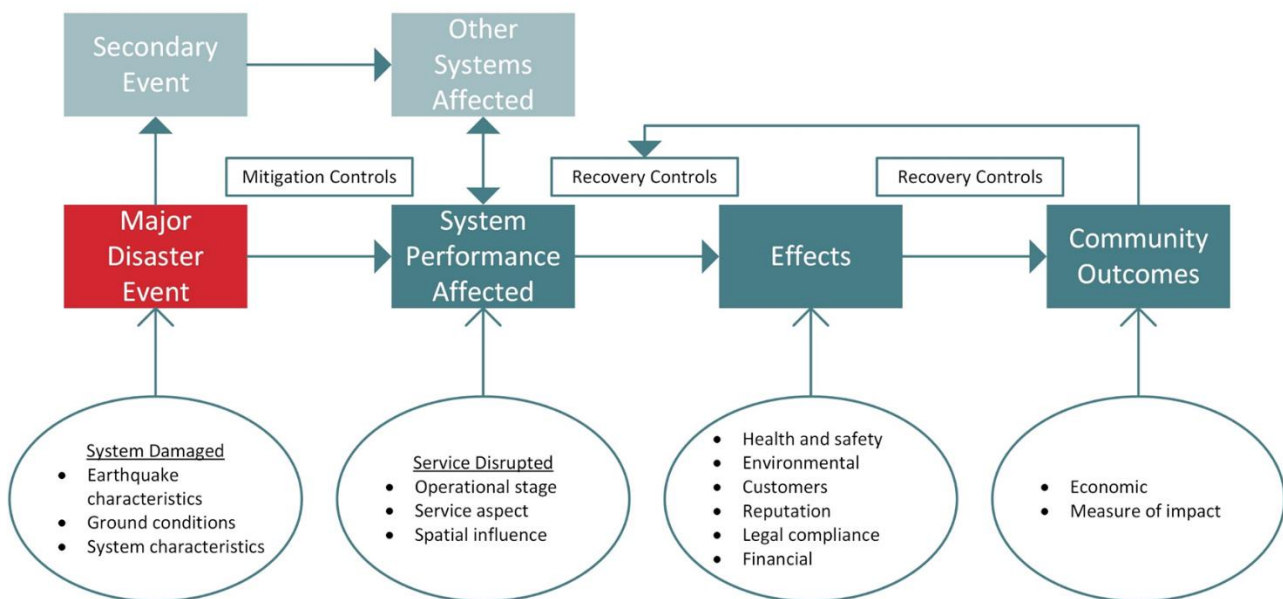 Secondary
Event
Other
Systems
Affected
Mitigation Controls
Recovery Controls
Recovery Controls
Major
Disaster
Event
System
Performance
Affected
Effects
Community
Outcomes
System Damaged
• Earthquake
characteristics
• Ground conditions
• System characteristics
Service Disrupted
• Operational stage
• Service aspect
• Spatial influence
• Health and safety
• Environmental
• Customers
• Reputation
• Legal compliance
• Financial
• Economic
• Measure of impact